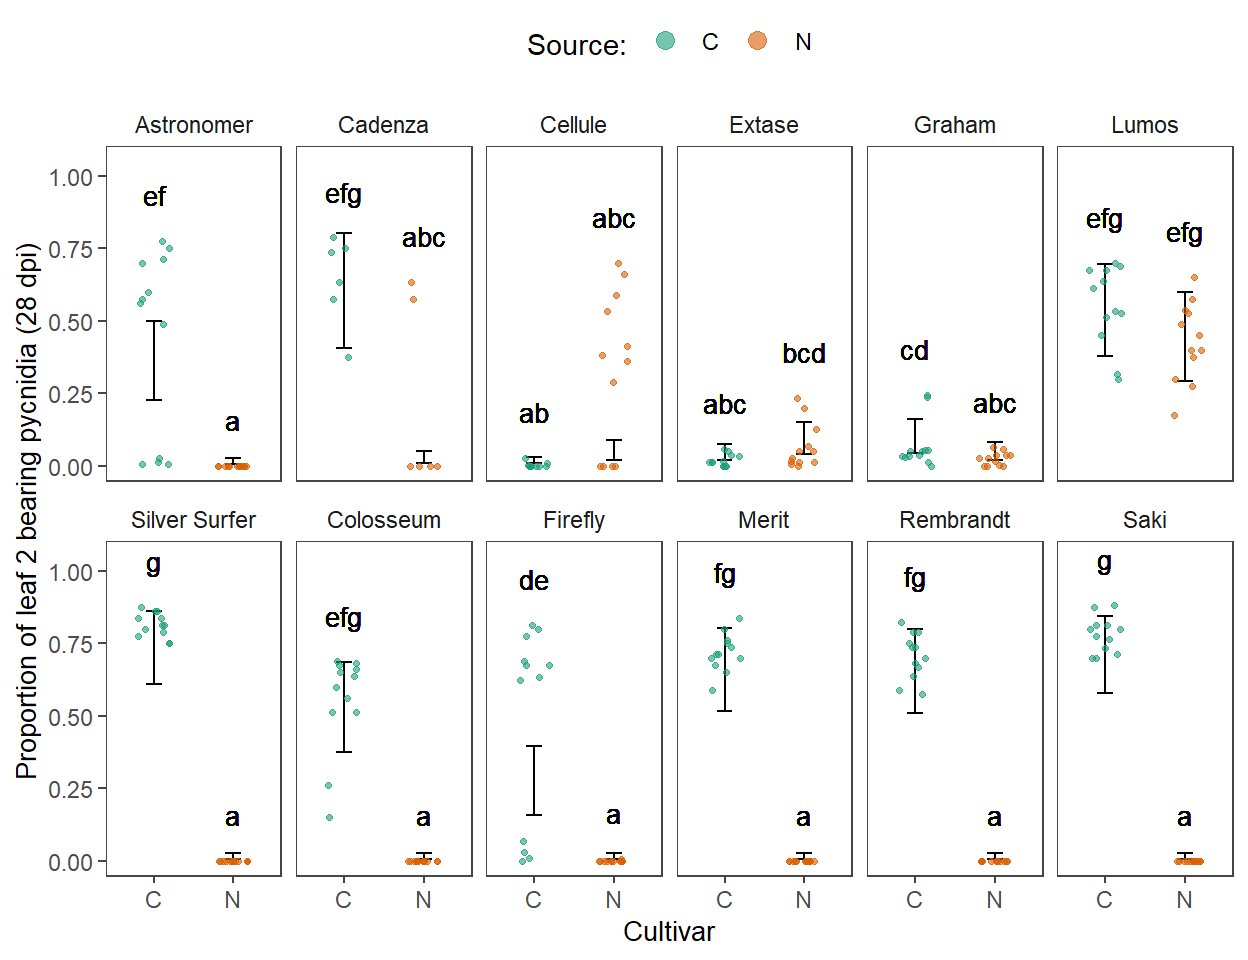 Source: C N
Astronomer Cadenza Cellule Extase Graham Lumos
1.00
0.75
0.50
0.25
0.00
ef a
efg abc
ab abc
abc bcd
cd abc
efg efg
Silver Surfer Colosseum Firefly Merit Rembrandt Saki
1.00
0.75
0.50
0.25
0.00
g a
efg a
de a
fg a
fg a
g a
C N C N C N C N C N C N
Cultivar
Proportion of leaf 2 bearing pycnidia (28 dpi)